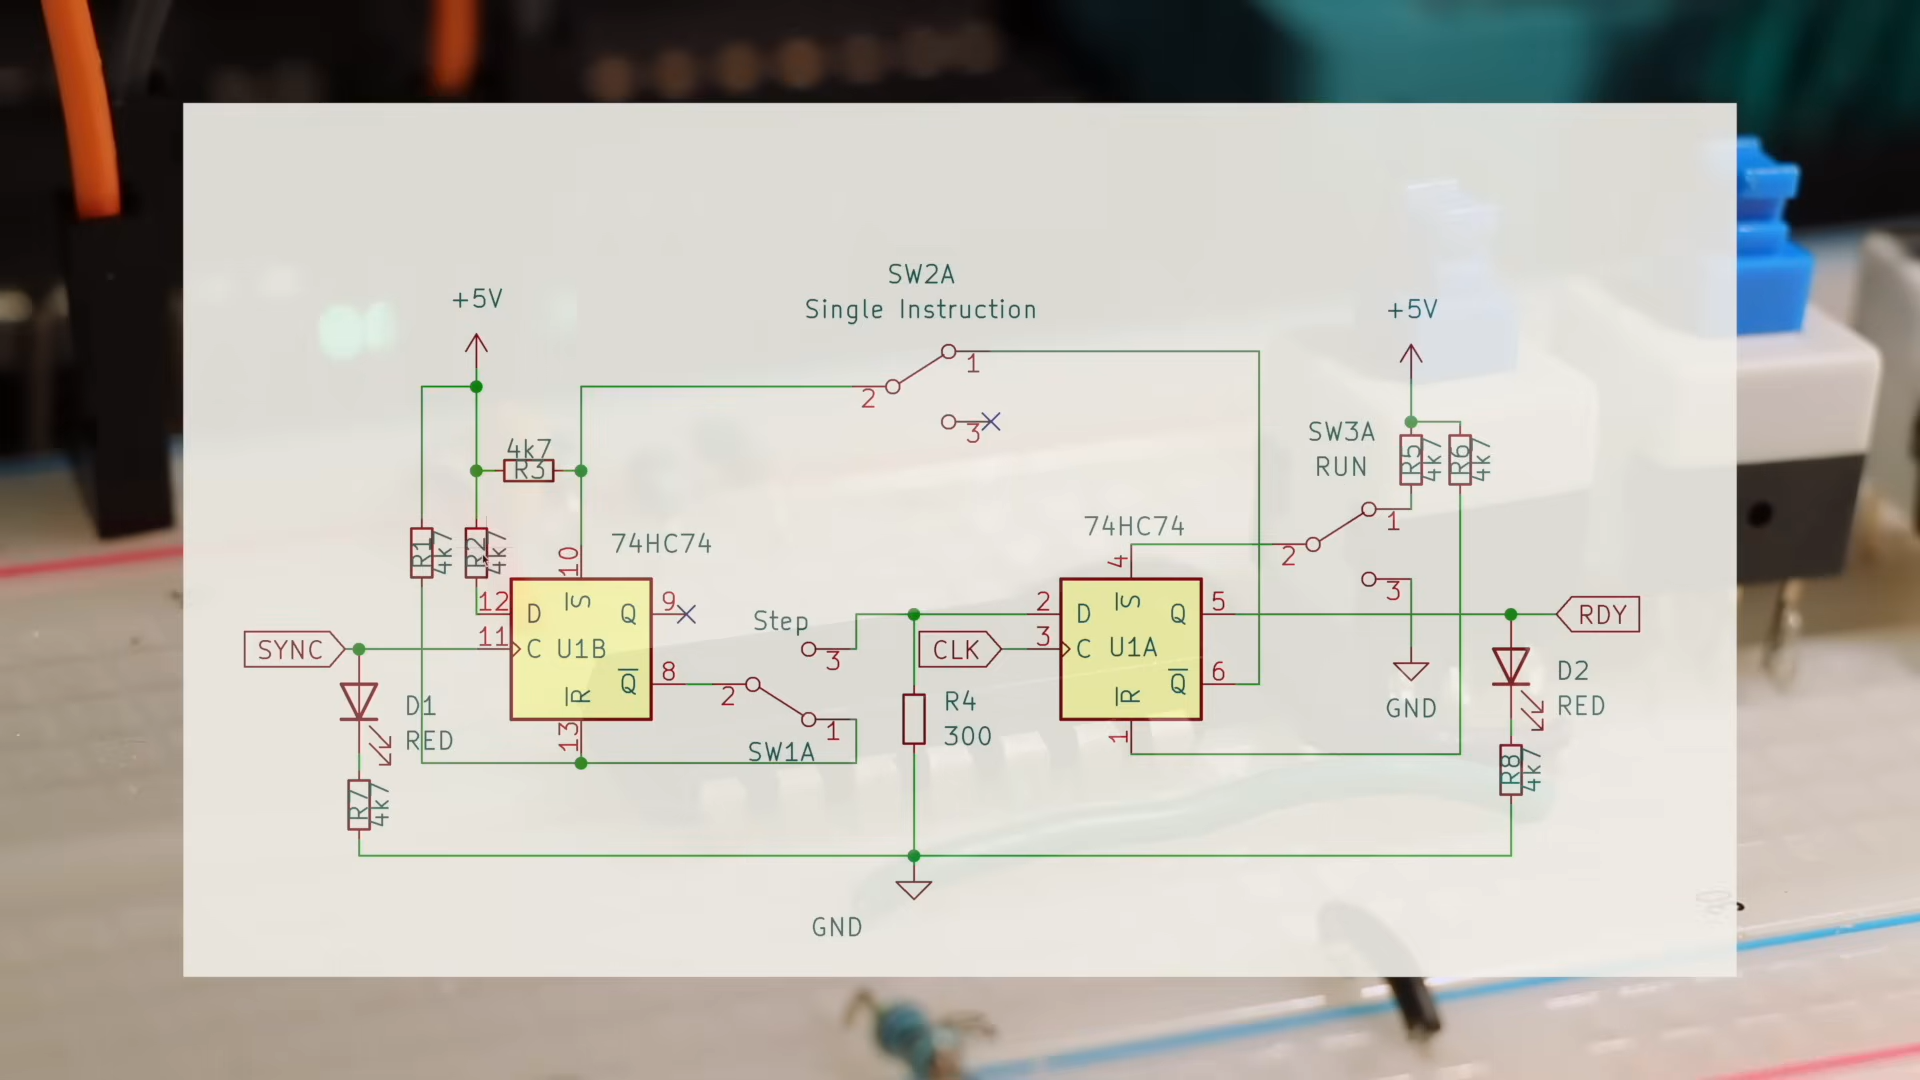 SW2A
Single Instruction
+5V
+5V
1
2
3
SW3A
RUN
R5
4k7
R6
4k7
4k7
R3
1
2
3
74HC74
74HC74
R1
4k7
R2
4k7
10
4
12
D
S
Q
9
11
C
U1B
8
Q
R
13
SYNC
Step
3
2
1
SW1A
CLK
2
D
S
Q
5
3
C
U1A
6
Q
R
1
RDY
D1
RED
R4
300
D2
RED
GND
R7
4k7
R8
4k7
GND